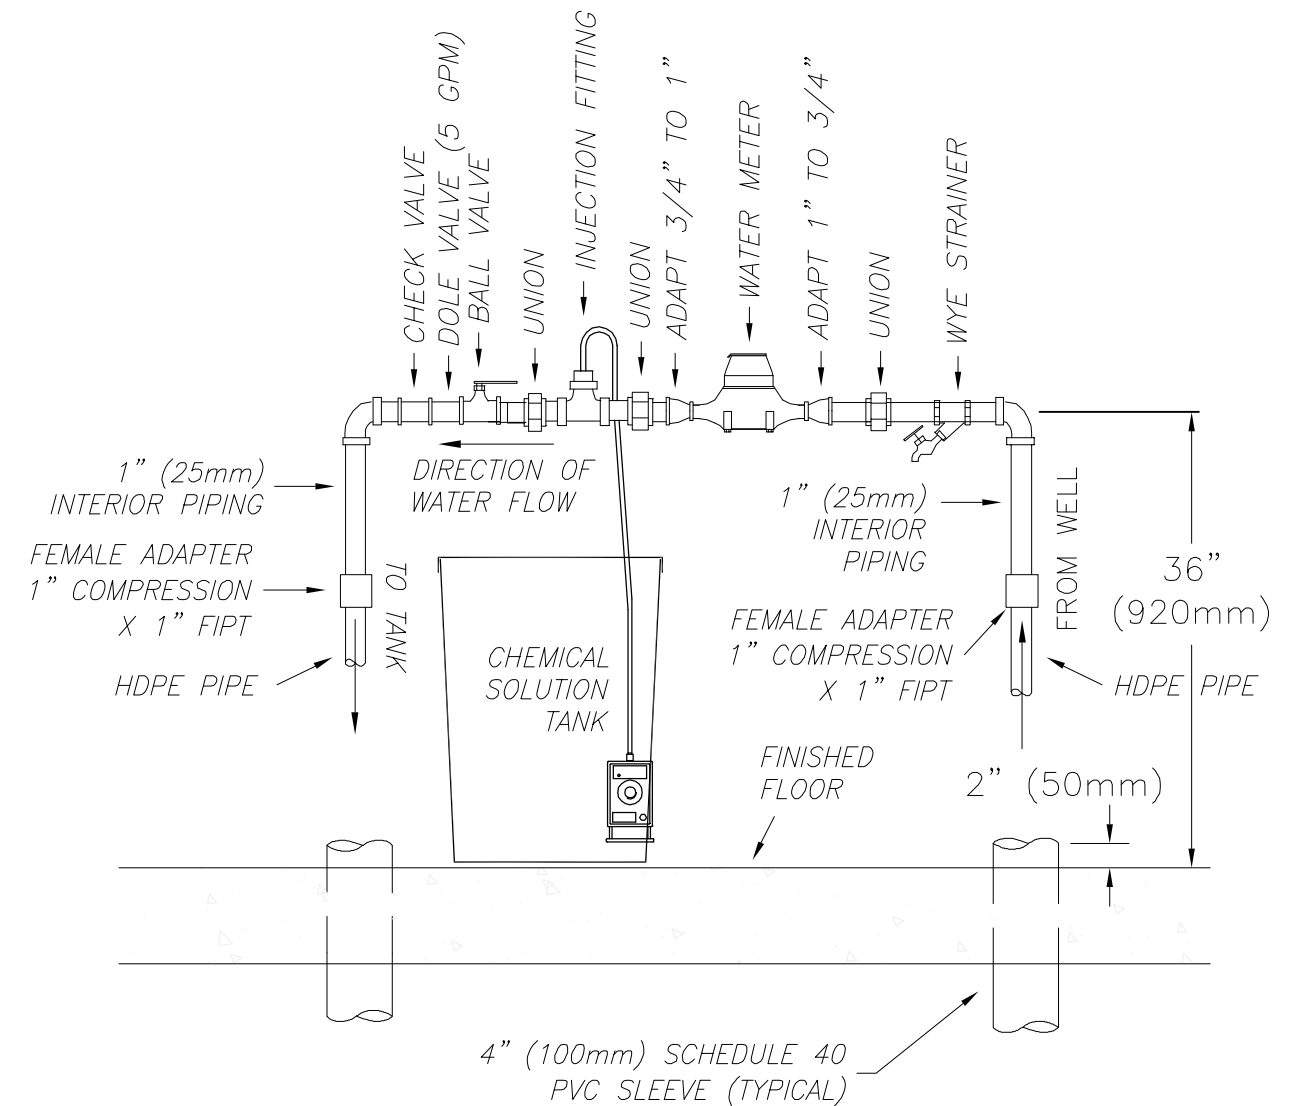 CHECK VALVE
DOLE VALVE (5 GPM)
BALL VALVE
UNION
INJECTION FITTING
UNION
ADAPT 3/4" TO 1"
WATER METER
ADAPT 1" TO 3/4"
UNION
WYE STRAINER
DIRECTION OF
WATER FLOW
1" (25mm)
INTERIOR PIPING
FEMALE ADAPTER
1" COMPRESSION
X 1" FIPT
HDPE PIPE
TO TANK
CHEMICAL
SOLUTION
TANK
1" (25mm)
INTERIOR
PIPING
FROM WELL
FEMALE ADAPTER
1" COMPRESSION
X 1" FIPT
HDPE PIPE
36"
(920mm)
FINISHED
FLOOR
2" (50mm)
4" (100mm) SCHEDULE 40
PVC SLEEVE (TYPICAL)